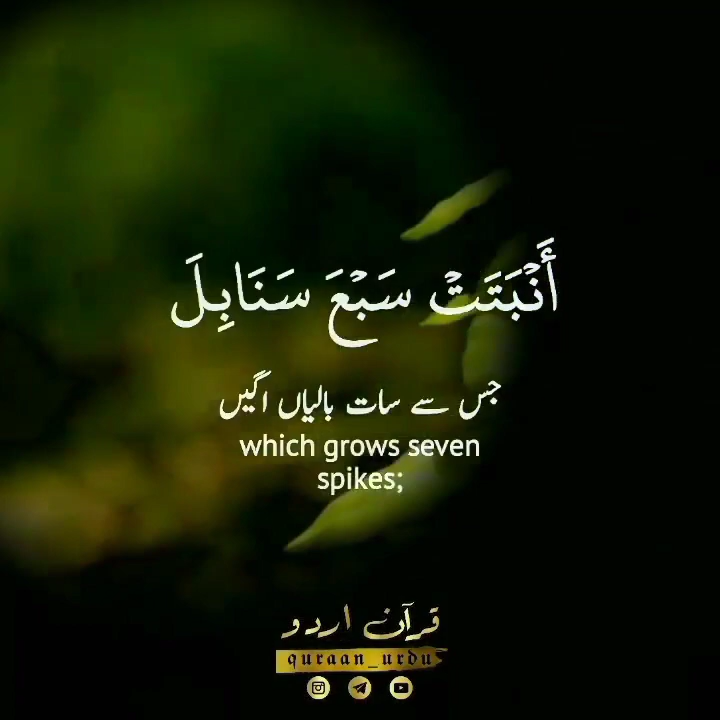 أَنۢبَتَتۡ سَبۡعَ سَنَابِلَ
جس سے سات بالیاں اگیں
which grows seven
spikes;
قرآن اردو
quraan_urdu